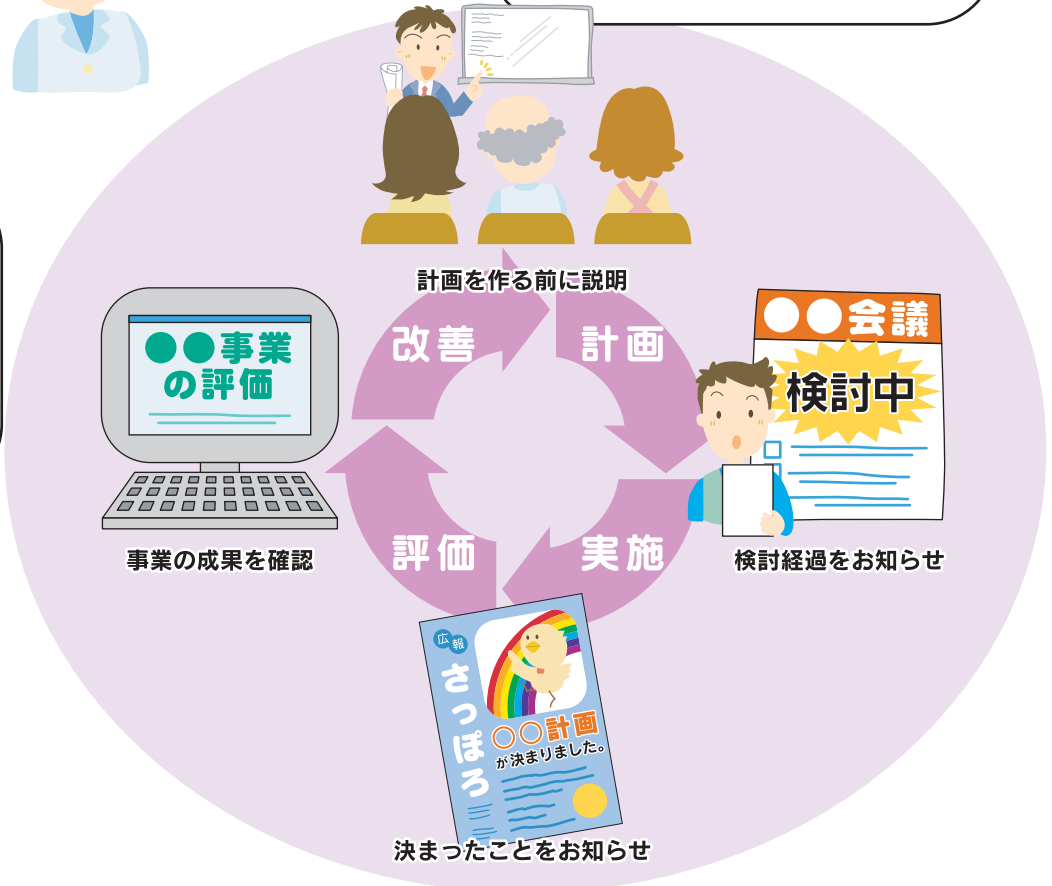 計画を作る前に説明
改善
計画
●●会議
検討中
●●事業
の評価
事業の成果を確認
評価
実施
検討経過をお知らせ
広報
さっぽろ
○○計画
が決まりました。
決まったことをお知らせ